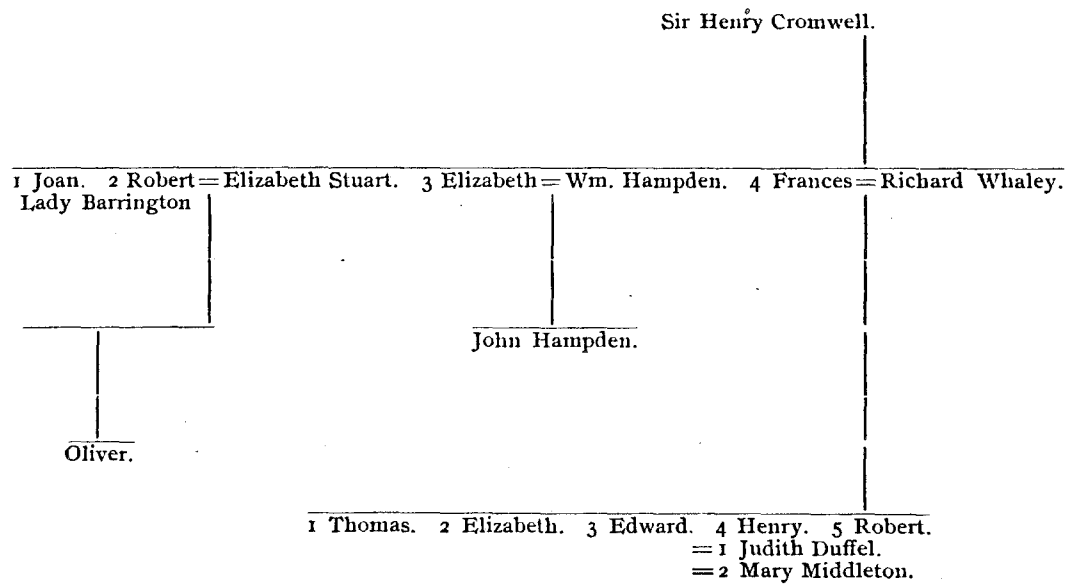 Sir Henry Cromwell.
1 Joan. 2 Robert=Elizabeth Stuart. 3 Elizabeth=Wm. Hampden. 4 Frances=Richard Whaley.
Lady Barrington
John Hampden.
Oliver.
1 Thomas. 2 Elizabeth. 3 Edward. 4 Henry. 5 Robert.
=1 Judith Duffel.
=2 Mary Middleton.